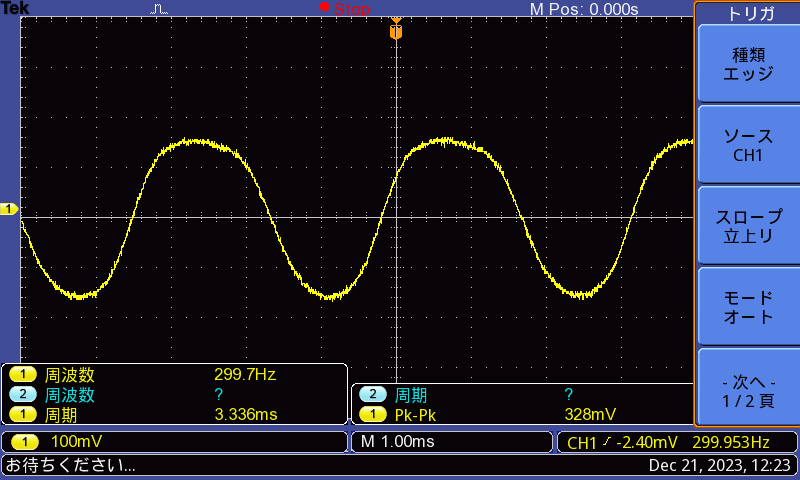 Tek
Stop
M Pos: 0.000s
トリガ
T
種類
エッジ
ソース
CH1
1
スロープ
立上り
モード
オート
- 次へ -
1 / 2 頁
1 周波数 299.7Hz
2 周波数 ?
1 周期 3.336ms
2 周期 ?
1 Pk-Pk 328mV
1 100mV
M 1.00ms
CH1 -2.40mV 299.953Hz
お待ちください...
Dec 21, 2023, 12:23